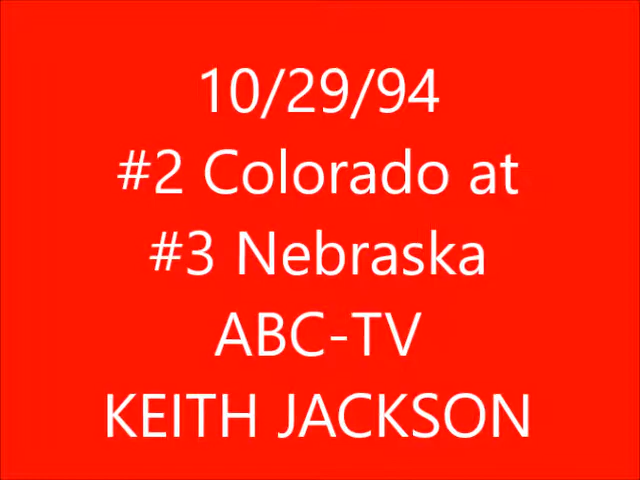 10/29/94
#2 Colorado at
#3 Nebraska
ABC-TV
KEITH JACKSON